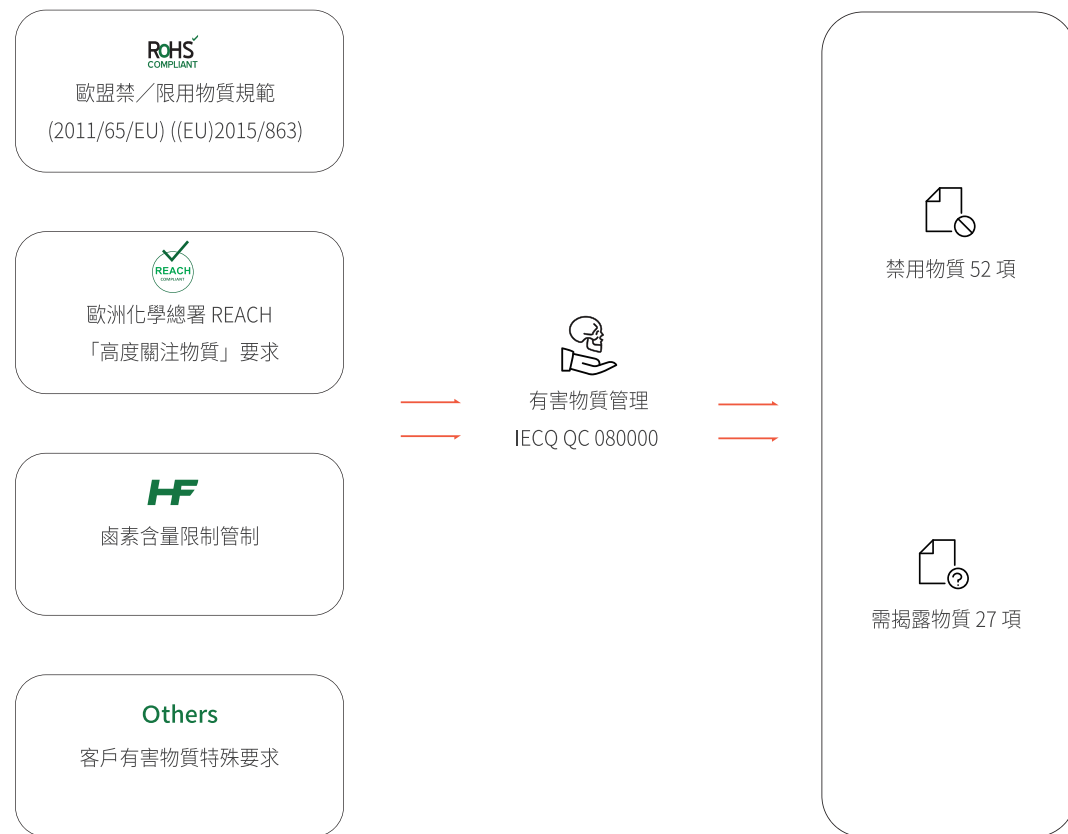 RoHS
COMPLIANT
歐盟禁／限用物質規範
(2011/65/EU) ((EU)2015/863)
REACH
COMPLIANT
歐洲化學總署 REACH
「高度關注物質」要求
HF
鹵素含量限制管制
Others
客戶有害物質特殊要求
有害物質管理
IECQ QC 080000
禁用物質 52 項
需揭露物質 27 項